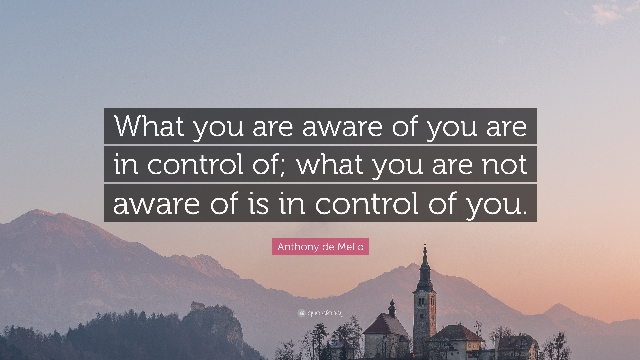 What you are aware of you are
in control of; what you are not
aware of is in control of you.
Anthony de Mello